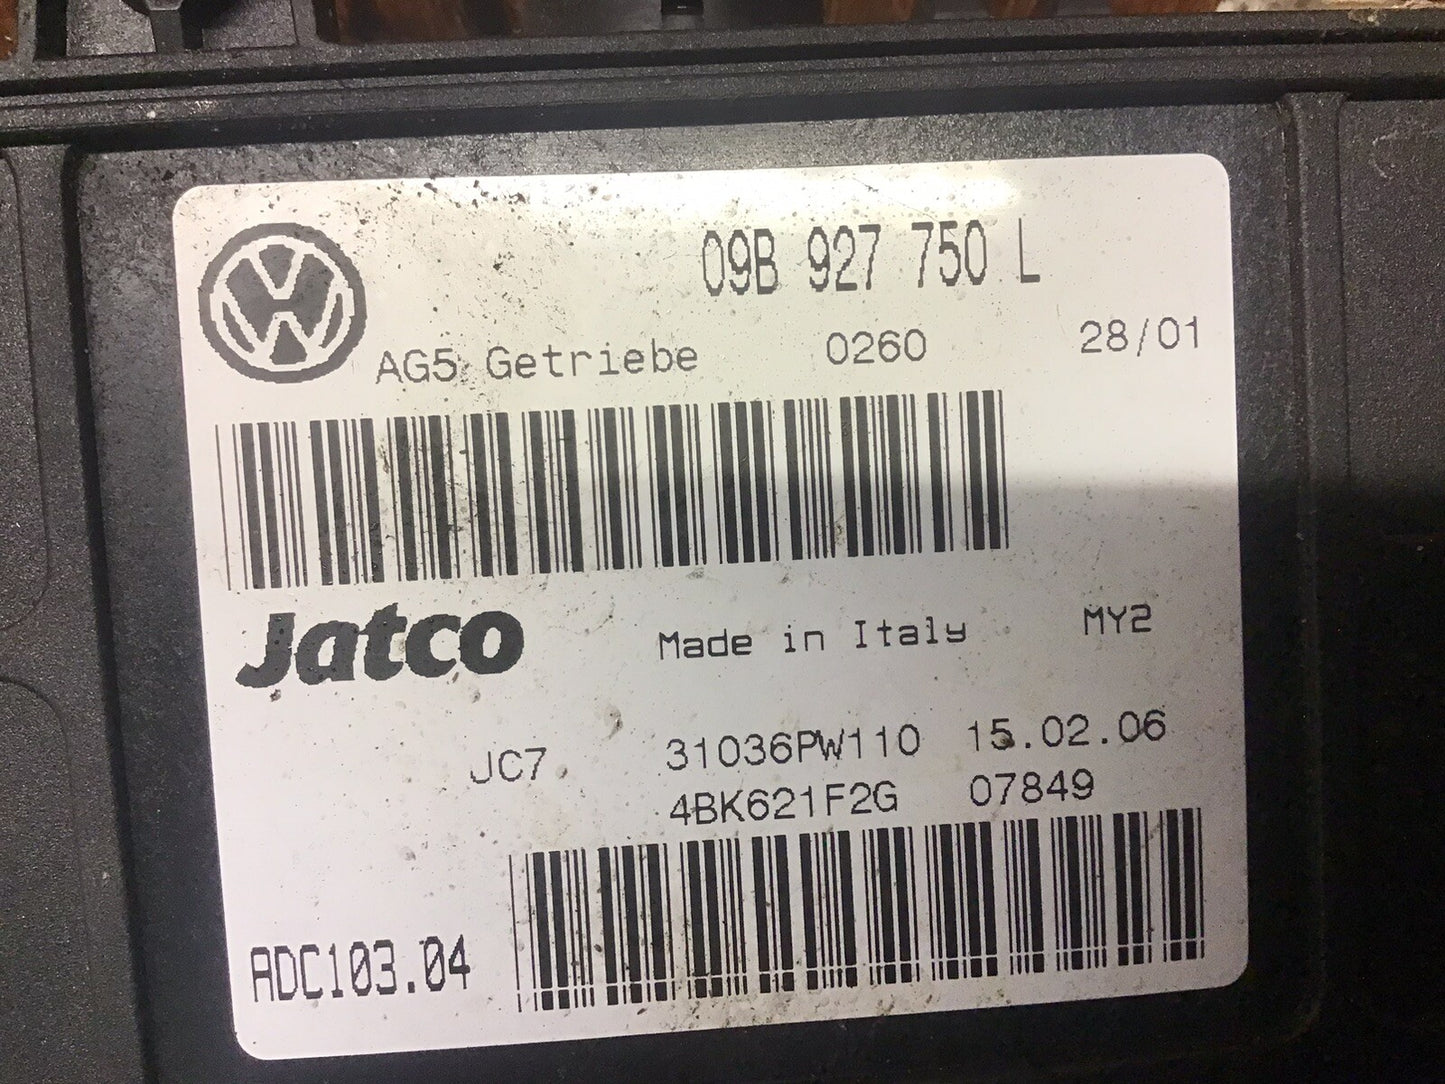 09B 927 750 L
AG5 Getriebe 0260 28/01
Jatco Made in Italy MY2
JC7 31036PW110 15.02.06
4BK621F2G 07849
ADC103.04